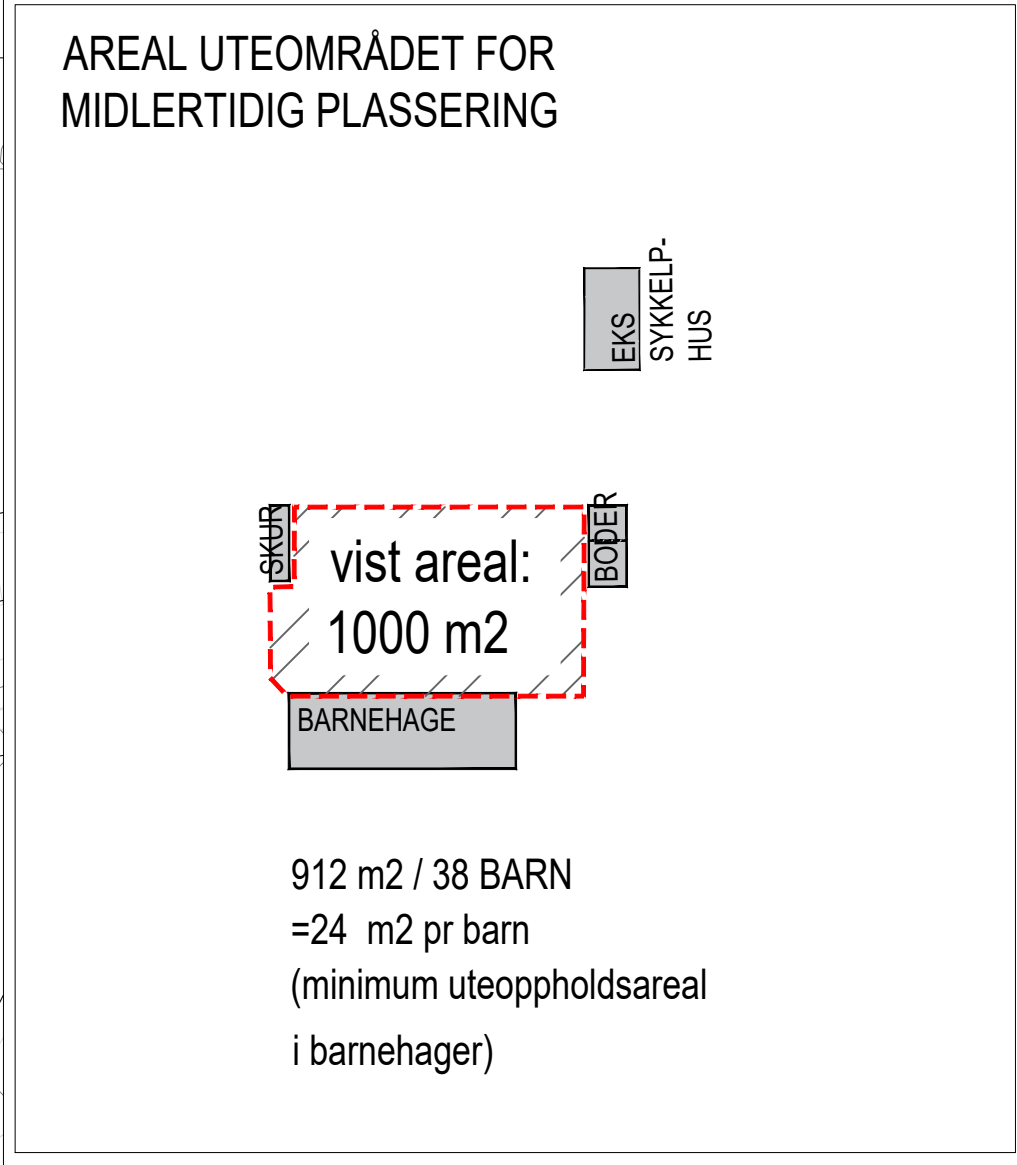 AREAL UTEOMRÅDET FOR
MIDLERTIDIG PLASSERING
EKS
SYKKELP-
HUS
SKUR
vist areal:
1000 m2
BODER
BARNEHAGE
912 m2 / 38 BARN
=24 m2 pr barn
(minimum uteoppholdsareal
i barnehager)